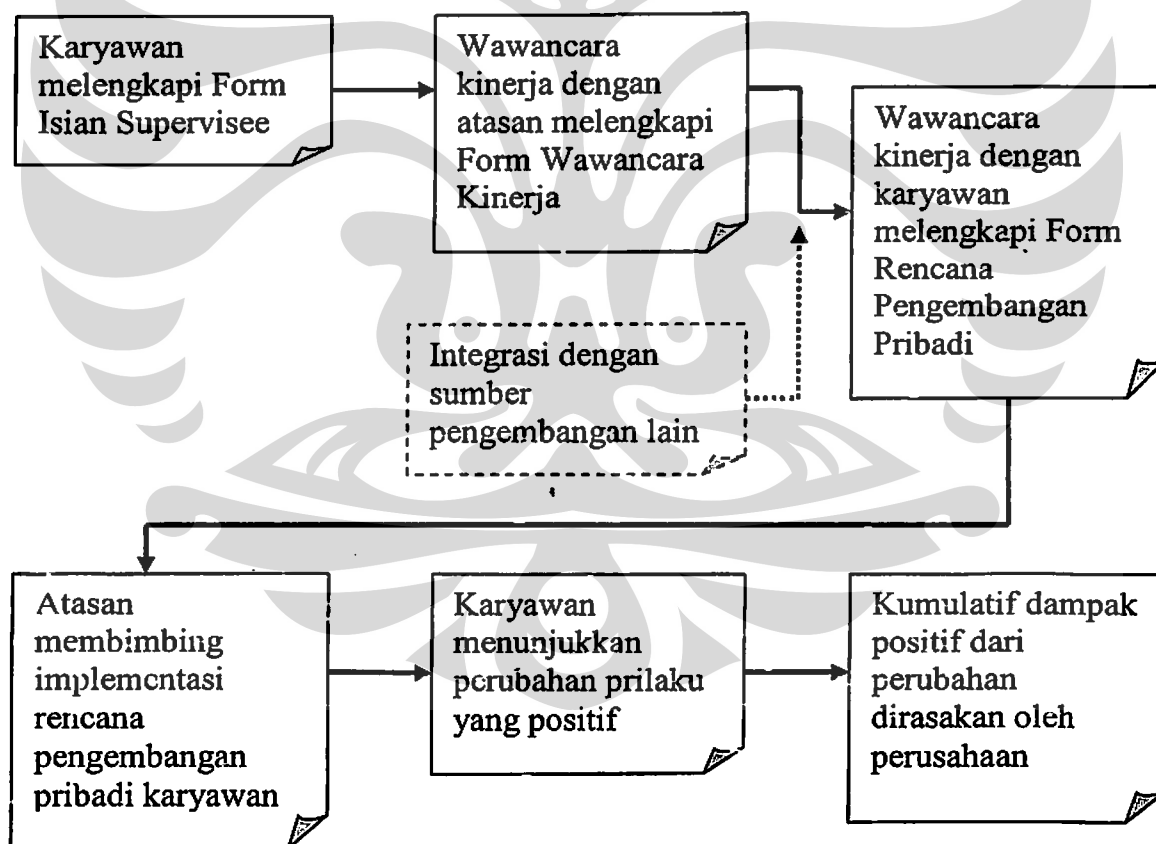 Karyawan
melengkapi Form
Isian Supervisee
Wawancara
kinerja dengan
atasan melengkapi
Form Wawancara
Kinerja
Wawancara
kinerja dengan
karyawan
melengkapi Form
Rencana
Pengembangan
Pribadi
Integrasi dengan
sumber
pengembangan lain
Atasan
membimbing
implementasi
rencana
pengembangan
pribadi karyawan
Karyawan
menunjukkan
perubahan prilaku
yang positif
Kumulatif dampak
positif dari
perubahan
dirasakan oleh
perusahaan